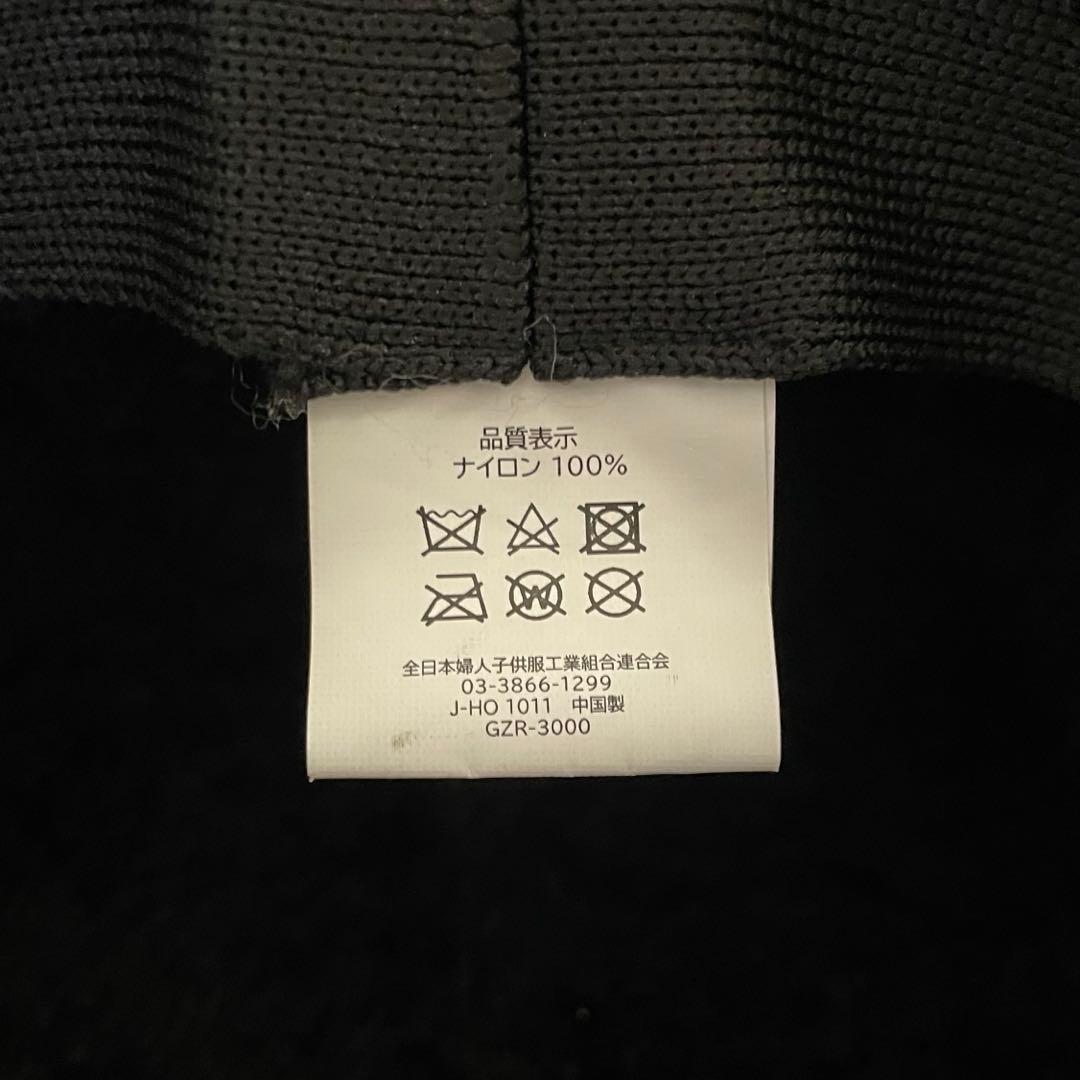 品質表示
ナイロン 100%
W
全日本婦人子供服工業組合連合会
03-3866-1299
J-HO 1011 中国製
GZR-3000